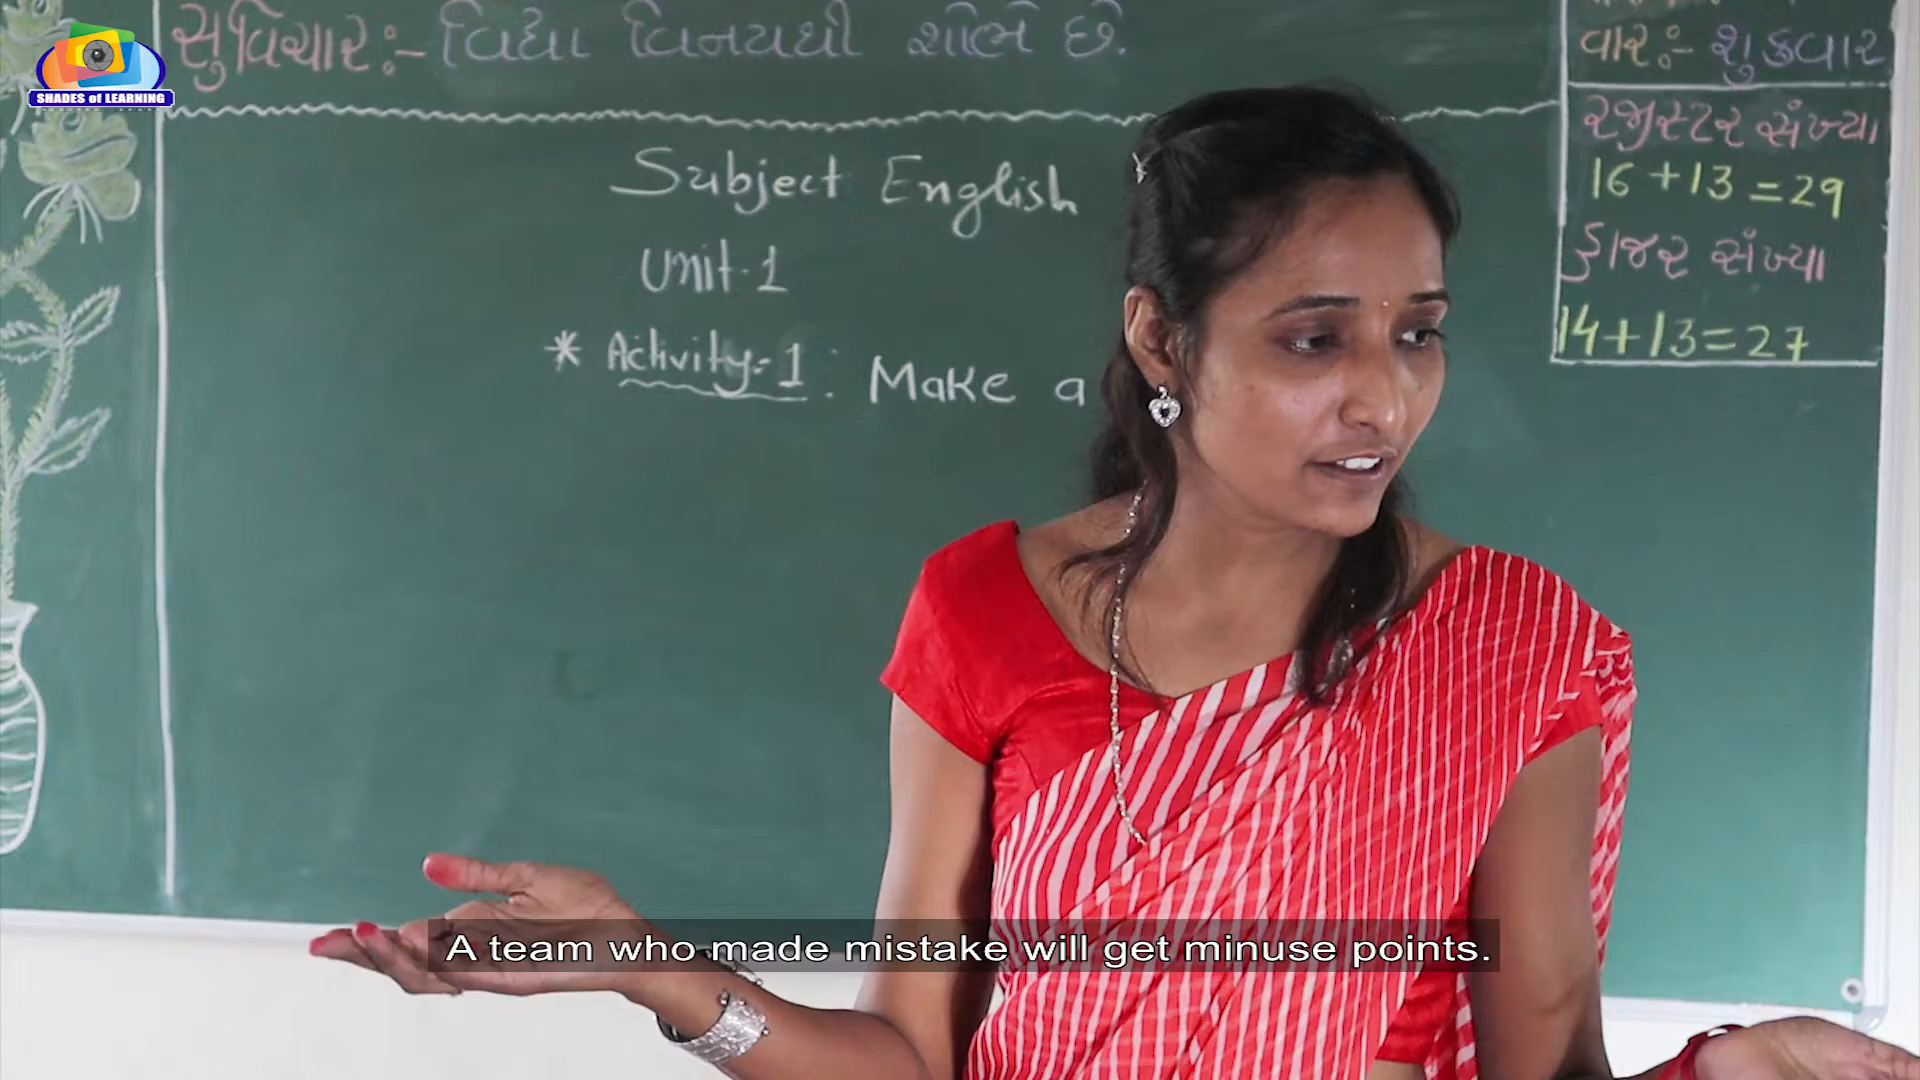 SHADES of LEARNING
સુવિચાર:- વિદ્યા વિનયથી શોભે છે.
વાર:- શુક્રવાર
રજીસ્ટર સંખ્યા
16+13=29
હાજર સંખ્યા
14+13=27
Subject English
Unit-1
* Activity-1 : Make a
A team who made mistake will get minuse points.